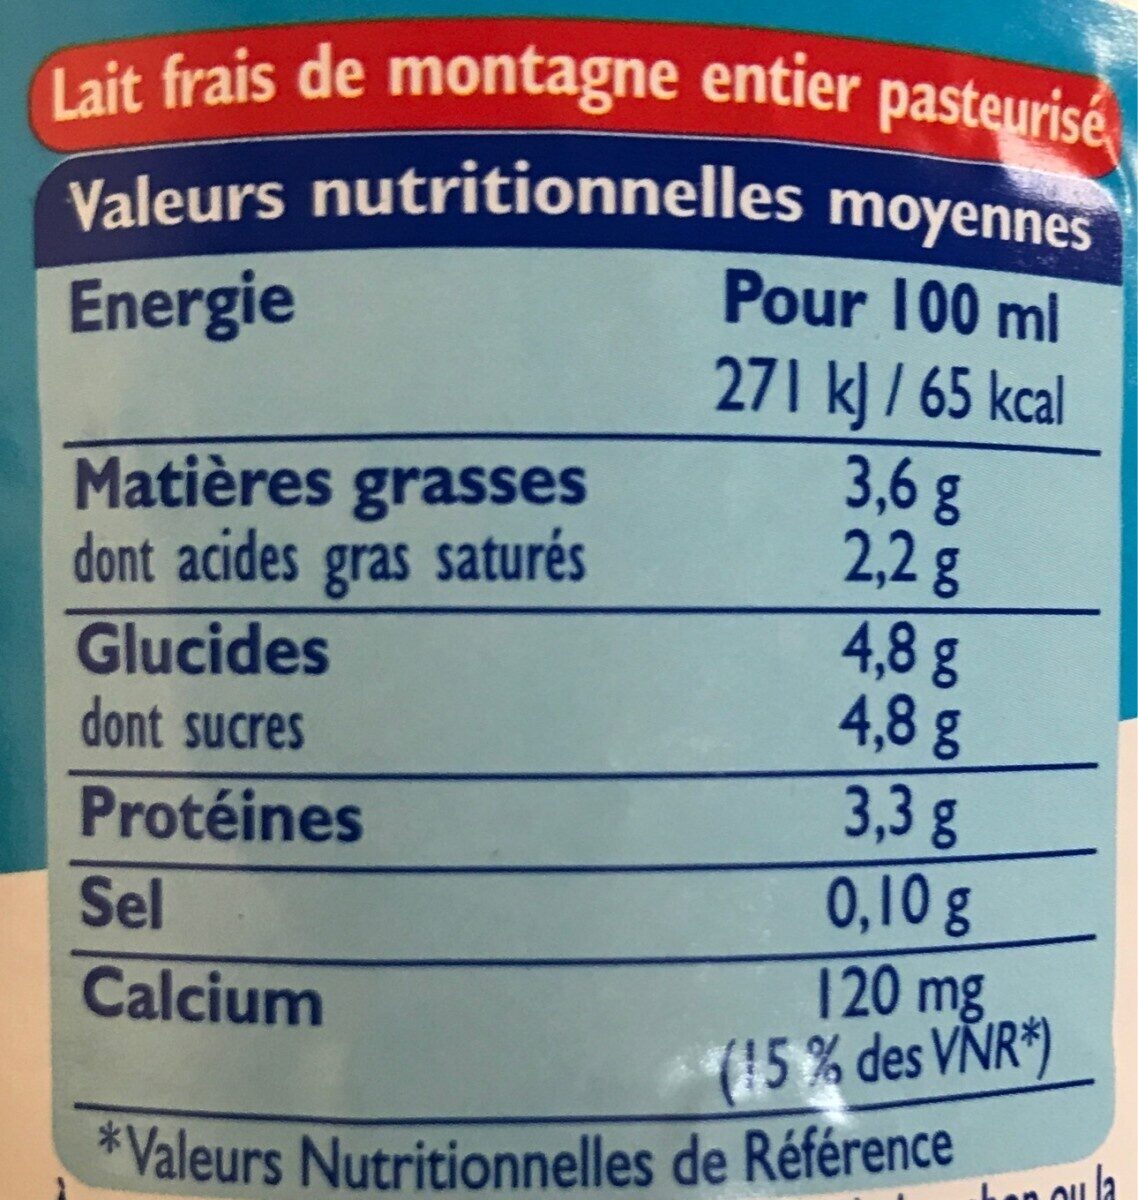 Lait frais de montagne entier pasteurisé
Valeurs nutritionnelles moyennes
Energie Pour 100 ml
271 kJ / 65 kcal
Matières grasses 3,6 g
dont acides gras saturés 2,2 g
Glucides 4,8 g
dont sucres 4,8 g
Protéines 3,3 g
Sel 0,10 g
Calcium 120 mg
(15 % des VNR*)
*Valeurs Nutritionnelles de Référence
ou la